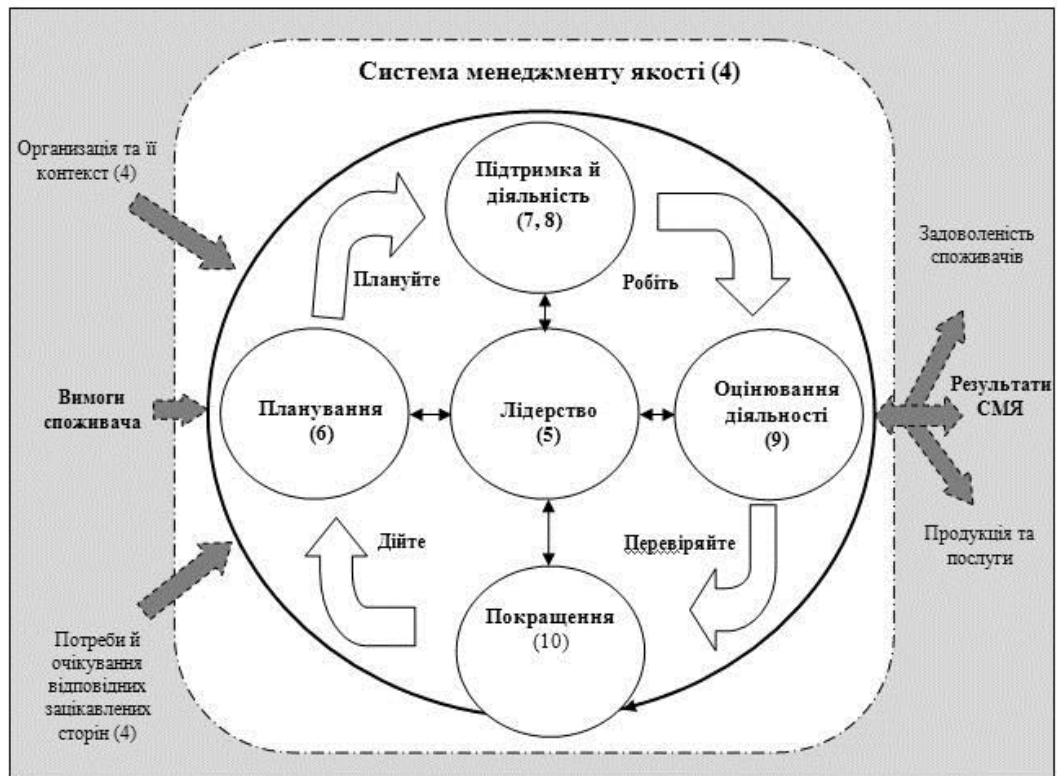 Система менеджменту якості (4)
Организація та її
контекст (4)
Підтримка й
діяльність
(7, 8)
Задоволеність
споживачів
Плануйте
Робіть
Вимоги
споживача
Планування
(6)
Лідерство
(5)
Оцінювання
діяльності
(9)
Результати
СМЯ
Дійте
Перевіряйте
Продукція та
послуги
Покращення
(10)
Потреби й
очікування
відповідних
зацікавлених
сторін (4)